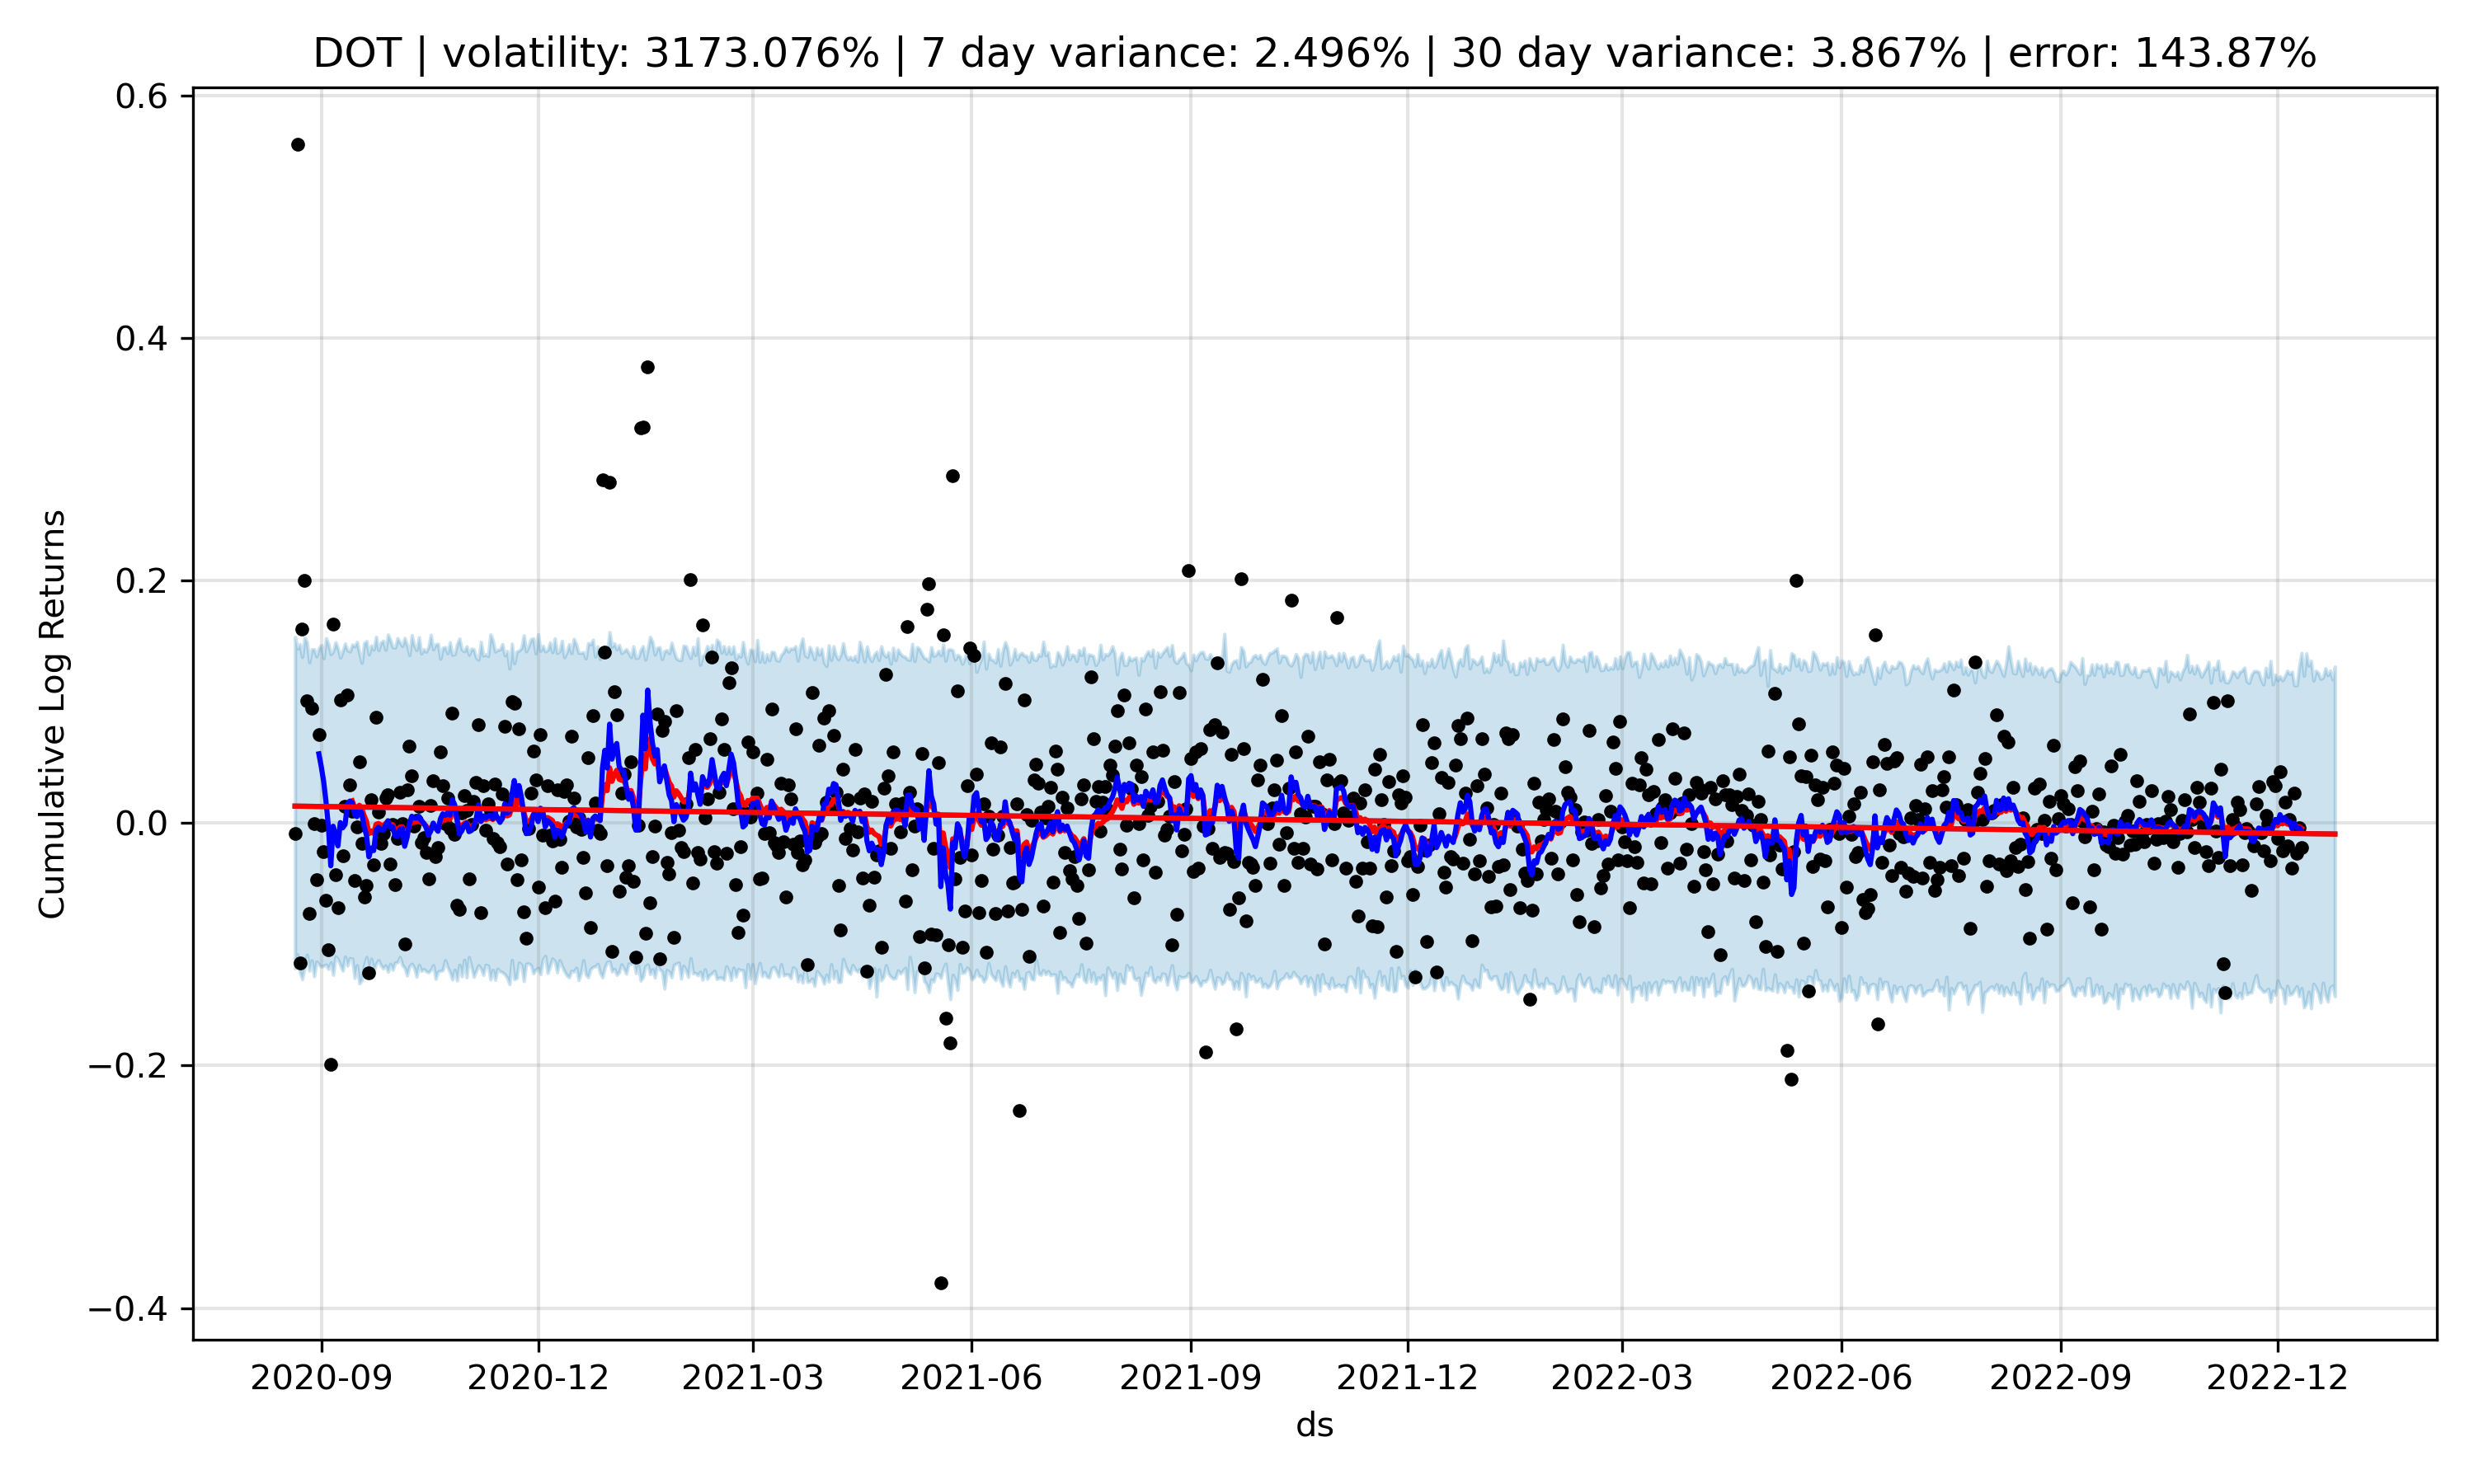 DOT | volatility: 3173.076% | 7 day variance: 2.496% | 30 day variance: 3.867% | error: 143.87%
0.6
0.4
0.2
0.0
−0.2
−0.4
Cumulative Log Returns
2020-09 2020-12 2021-03 2021-06 2021-09 2021-12 2022-03 2022-06 2022-09 2022-12
ds